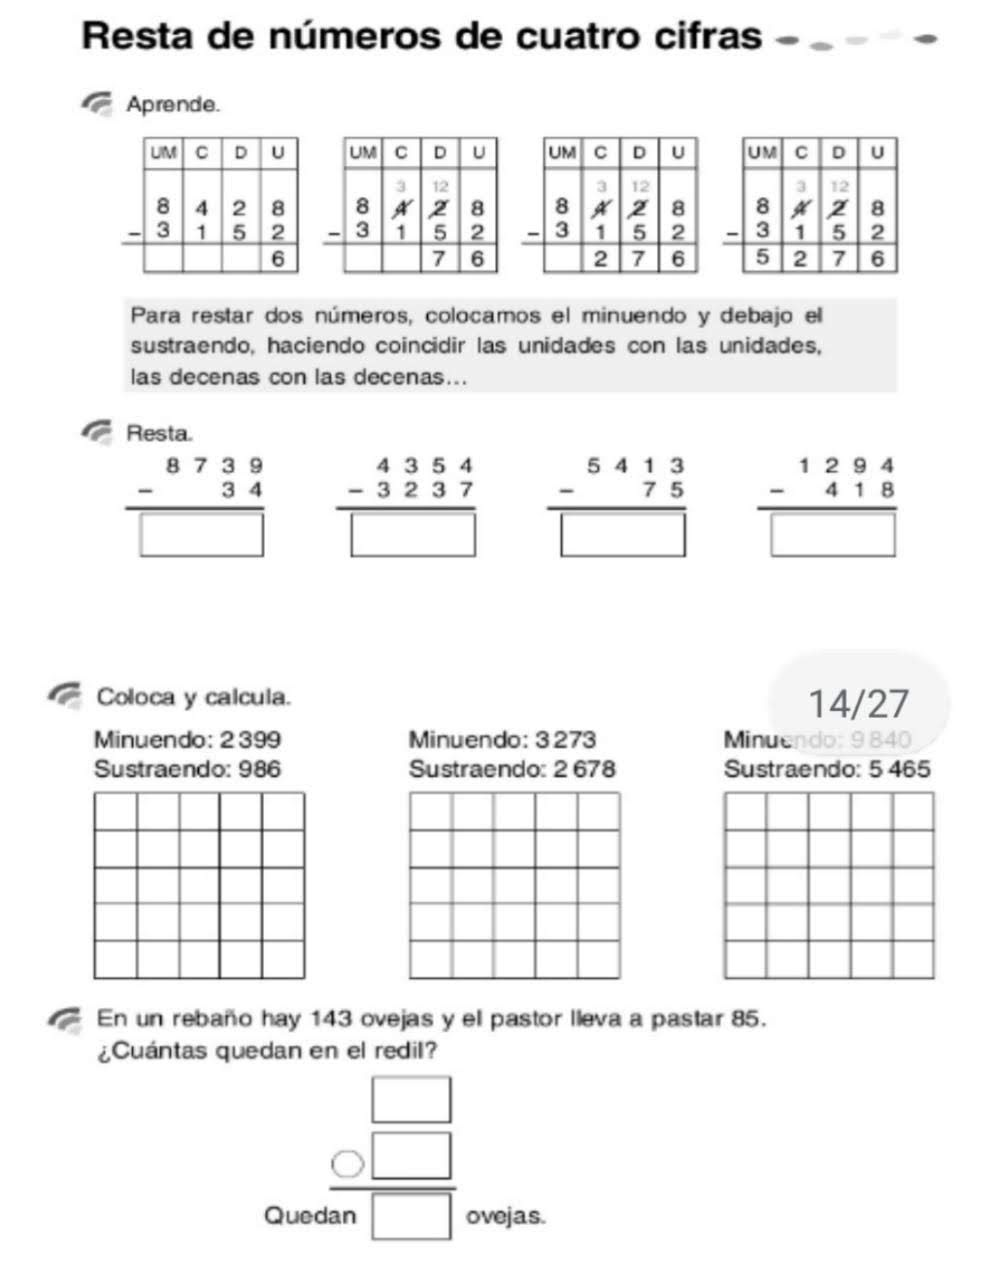 Resta de números de cuatro cifras
Aprende.
UM C D U UM C D U UM C D U UM C D U
3 12 3 12 3 12
8 4 2 8 8 4 2 8 8 4 2 8 8 4 2 8
- 3 1 5 2 - 3 1 5 2 - 3 1 5 2 - 3 1 5 2
6 7 6 2 7 6 5 2 7 6
Para restar dos números, colocamos el minuendo y debajo el
sustraendo, haciendo coincidir las unidades con las unidades,
las decenas con las decenas...
Resta.
8 7 3 9 4 3 5 4 5 4 1 3 1 2 9 4
- 3 4 - 3 2 3 7 - 7 5 - 4 1 8
14/27
Coloca y calcula.
Minuendo: 2 399 Minuendo: 3 273 Minuendo: 9 840
Sustraendo: 986 Sustraendo: 2 678 Sustraendo: 5 465
En un rebaño hay 143 ovejas y el pastor lleva a pastar 85.
¿Cuántas quedan en el redil?
Quedan ovejas.